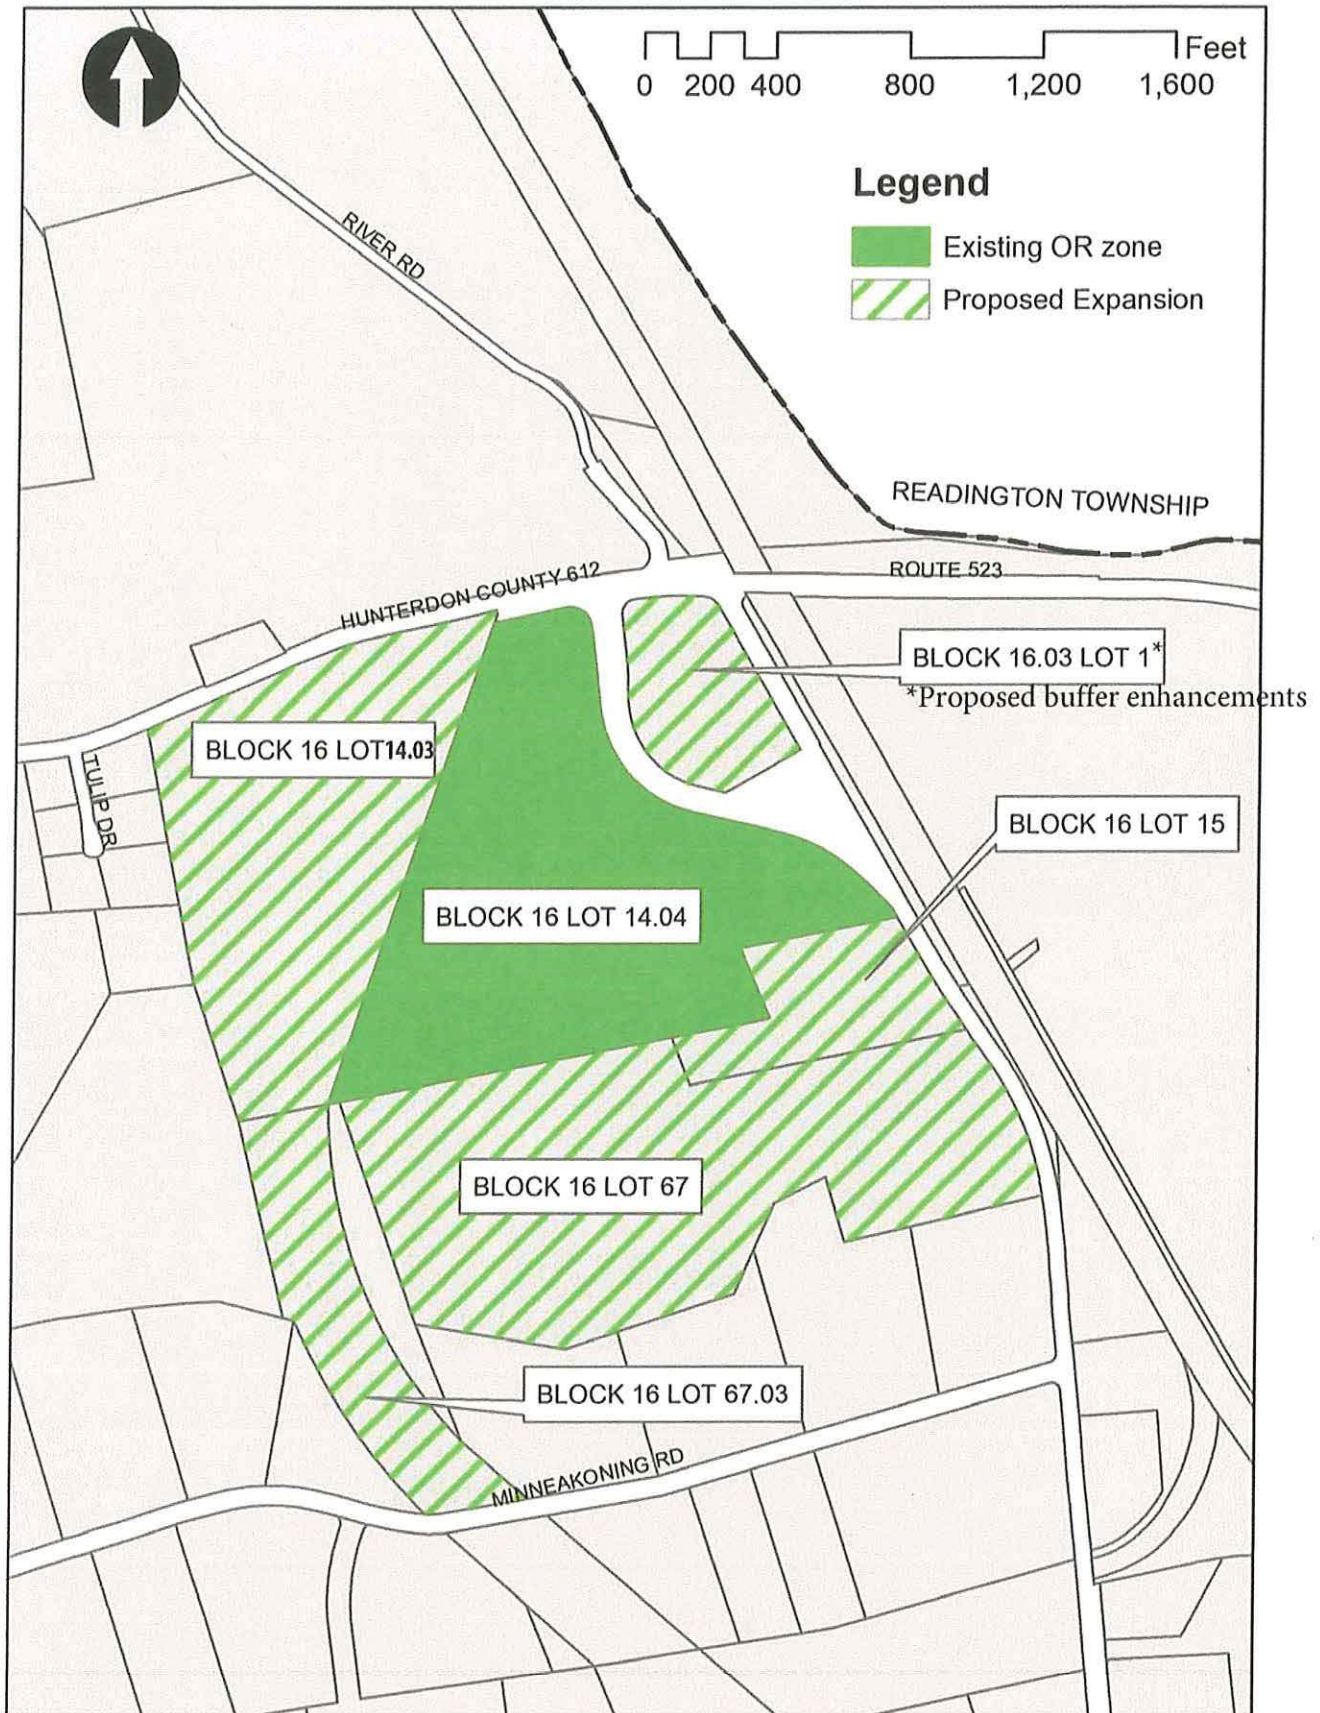 Feet
0 200 400 800 1,200 1,600
Legend
Existing OR zone
Proposed Expansion
RIVER RD
READINGTON TOWNSHIP
ROUTE 523
HUNTERDON COUNTY 612
BLOCK 16.03 LOT 1*
*Proposed buffer enhancements
BLOCK 16 LOT14.03
TULIP DR
BLOCK 16 LOT 15
BLOCK 16 LOT 14.04
BLOCK 16 LOT 67
BLOCK 16 LOT 67.03
MINNEAKONING RD